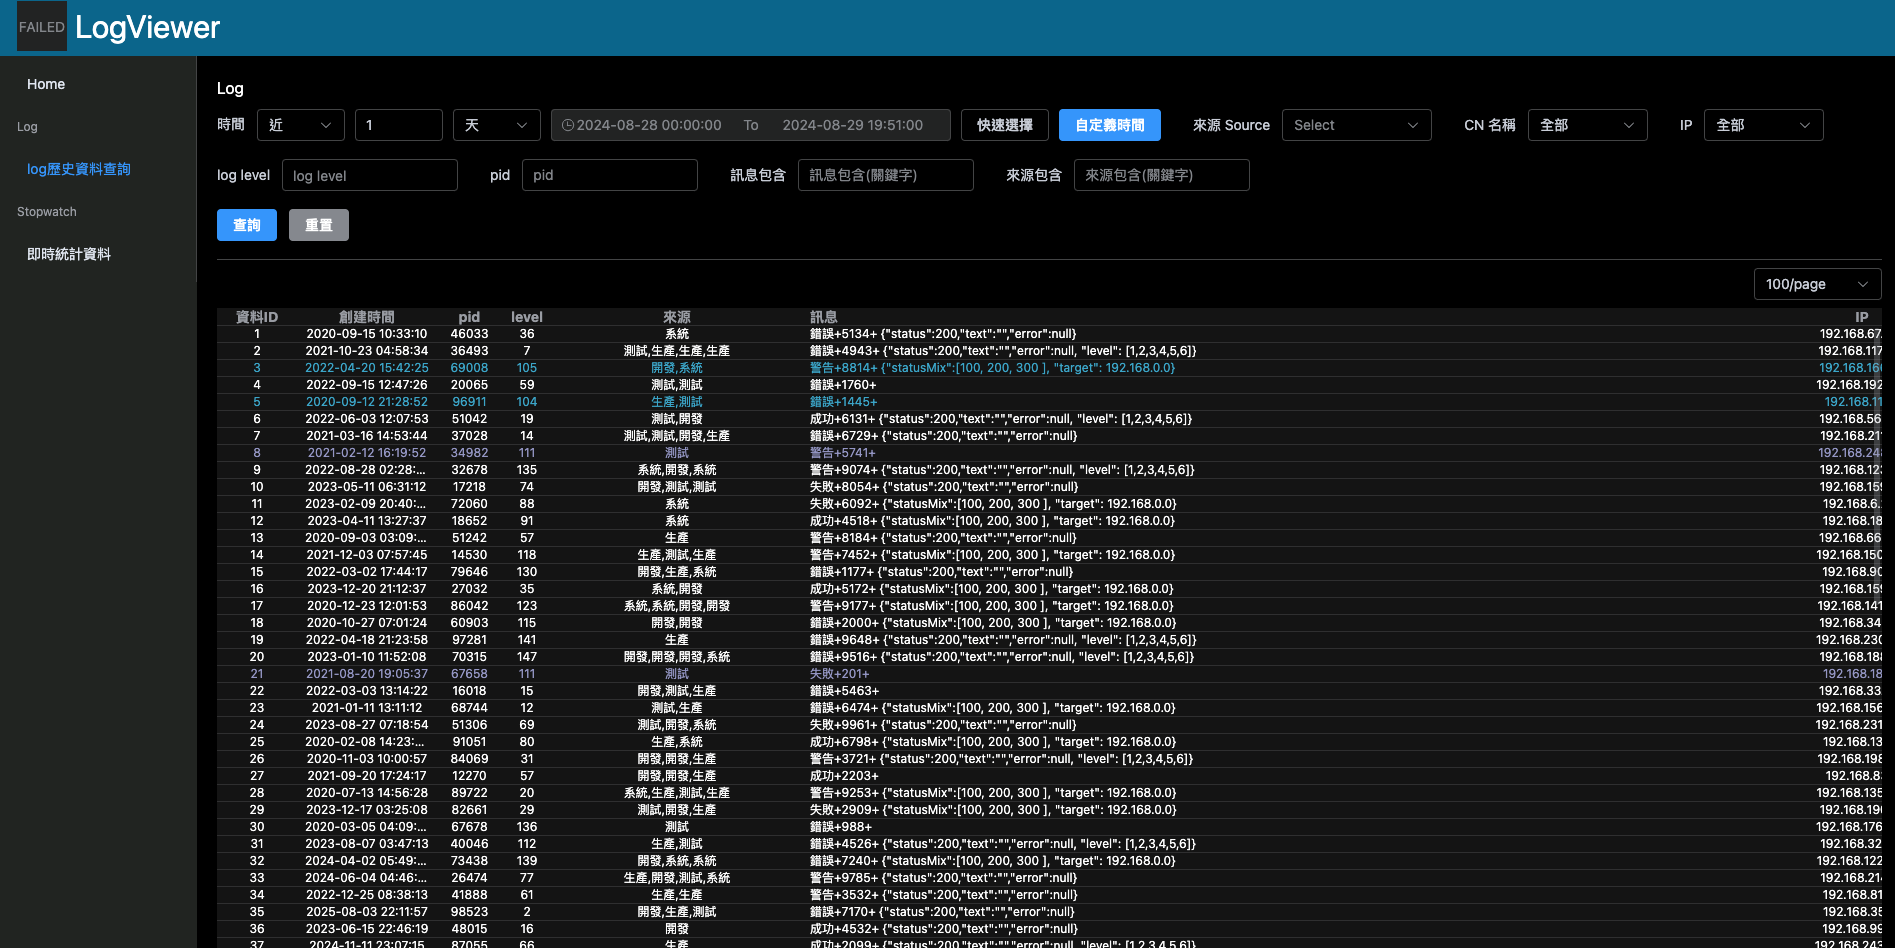 FAILED LogViewer
Home
Log
log歷史資料查詢
Stopwatch
即時統計資料
Log
時間 近 1 天 2024-08-28 00:00:00 To 2024-08-29 19:51:00 快速選擇 自定義時間 來源 Source Select CN 名稱 全部 IP 全部
log level log level pid pid 訊息包含 訊息包含(關鍵字) 來源包含 來源包含(關鍵字)
查詢 重置
100/page
資料ID 創建時間 pid level 來源 訊息 IP
1 2020-09-15 10:33:10 46033 36 系統 錯誤+5134+ {"status":200,"text":"","error":null} 192.168.67.
2 2021-10-23 04:58:34 36493 7 測試,生產,生產,生產 錯誤+4943+ {"status":200,"text":"","error":null, "level": [1,2,3,4,5,6]} 192.168.117
3 2022-04-20 15:42:25 69008 105 開發,系統 警告+8814+ {"statusMix":[100, 200, 300 ], "target": 192.168.0.0} 192.168.16
4 2022-09-15 12:47:26 20065 59 測試,測試 錯誤+1760+ 192.168.192
5 2020-09-12 21:28:52 96911 104 生產,測試 錯誤+1445+ 192.168.11
6 2022-06-03 12:07:53 51042 19 測試,開發 成功+6131+ {"status":200,"text":"","error":null, "level": [1,2,3,4,5,6]} 192.168.56
7 2021-03-16 14:53:44 37028 14 測試,測試,開發,生產 錯誤+6729+ {"status":200,"text":"","error":null} 192.168.21
8 2021-02-12 16:19:52 34982 111 測試 警告+5741+ 192.168.24
9 2022-08-28 02:28:... 32678 135 系統,開發,系統 警告+9074+ {"status":200,"text":"","error":null, "level": [1,2,3,4,5,6]} 192.168.123
10 2023-05-11 06:31:12 17218 74 開發,測試,測試 失敗+8054+ {"status":200,"text":"","error":null} 192.168.159
11 2023-02-09 20:40:... 72060 88 系統 失敗+6092+ {"statusMix":[100, 200, 300 ], "target": 192.168.0.0} 192.168.6.
12 2023-04-11 13:27:37 18652 91 系統 成功+4518+ {"statusMix":[100, 200, 300 ], "target": 192.168.0.0} 192.168.18
13 2020-09-03 03:09:... 51242 57 生產 警告+8184+ {"status":200,"text":"","error":null} 192.168.66
14 2021-12-03 07:57:45 14530 118 生產,測試,生產 警告+7452+ {"statusMix":[100, 200, 300 ], "target": 192.168.0.0} 192.168.150
15 2022-03-02 17:44:17 79646 130 開發,生產,系統 錯誤+1177+ {"status":200,"text":"","error":null} 192.168.90
16 2023-12-20 21:12:37 27032 35 系統,開發 成功+5172+ {"statusMix":[100, 200, 300 ], "target": 192.168.0.0} 192.168.159
17 2020-12-23 12:01:53 86042 123 系統,系統,開發,開發 警告+9177+ {"statusMix":[100, 200, 300 ], "target": 192.168.0.0} 192.168.141
18 2020-10-27 07:01:24 60903 115 開發,開發 錯誤+2000+ {"statusMix":[100, 200, 300 ], "target": 192.168.0.0} 192.168.34
19 2022-04-18 21:23:58 97281 141 生產 錯誤+9648+ {"status":200,"text":"","error":null, "level": [1,2,3,4,5,6]} 192.168.230
20 2023-01-10 11:52:08 70315 147 開發,開發,開發,系統 錯誤+9516+ {"status":200,"text":"","error":null, "level": [1,2,3,4,5,6]} 192.168.188
21 2021-08-20 19:05:37 67658 111 測試 失敗+201+ 192.168.18
22 2022-03-03 13:14:22 16018 15 開發,測試,生產 錯誤+5463+ 192.168.33
23 2021-01-11 13:11:12 68744 12 測試,生產 錯誤+6474+ {"statusMix":[100, 200, 300 ], "target": 192.168.0.0} 192.168.156
24 2023-08-27 07:18:54 51306 69 測試,開發,系統 失敗+9961+ {"status":200,"text":"","error":null} 192.168.231
25 2020-02-08 14:23:... 91051 80 生產,系統 成功+6798+ {"statusMix":[100, 200, 300 ], "target": 192.168.0.0} 192.168.13
26 2020-11-03 10:00:57 84069 31 開發,開發,生產 警告+3721+ {"status":200,"text":"","error":null, "level": [1,2,3,4,5,6]} 192.168.198
27 2021-09-20 17:24:17 12270 57 開發,開發,生產 成功+2203+ 192.168.8
28 2020-07-13 14:56:28 89722 20 系統,生產,測試,生產 警告+9253+ {"statusMix":[100, 200, 300 ], "target": 192.168.0.0} 192.168.135
29 2023-12-17 03:25:08 82661 29 測試,開發,生產 失敗+2909+ {"statusMix":[100, 200, 300 ], "target": 192.168.0.0} 192.168.19
30 2020-03-05 04:09:... 67678 136 測試 錯誤+988+ 192.168.176
31 2023-08-07 03:47:13 40046 112 生產,測試 錯誤+4526+ {"status":200,"text":"","error":null, "level": [1,2,3,4,5,6]} 192.168.32
32 2024-04-02 05:49:... 73438 139 開發,系統,系統 錯誤+7240+ {"statusMix":[100, 200, 300 ], "target": 192.168.0.0} 192.168.122
33 2024-06-04 04:46:... 26474 77 生產,開發,測試,系統 警告+9785+ {"status":200,"text":"","error":null} 192.168.214
34 2022-12-25 08:38:13 41888 61 生產,生產 警告+3532+ {"status":200,"text":"","error":null} 192.168.81
35 2025-08-03 22:11:57 98523 2 開發,生產,測試 錯誤+7170+ {"status":200,"text":"","error":null} 192.168.35
36 2023-06-15 22:46:19 48015 16 開發 成功+4532+ {"status":200,"text":"","error":null} 192.168.99
37 2024-11-11 23:07:15 87055 66 生產 成功+2099+ {"status":200,"text":"","error":null, "level": [1,2,3,4,5,6]} 192.168.243